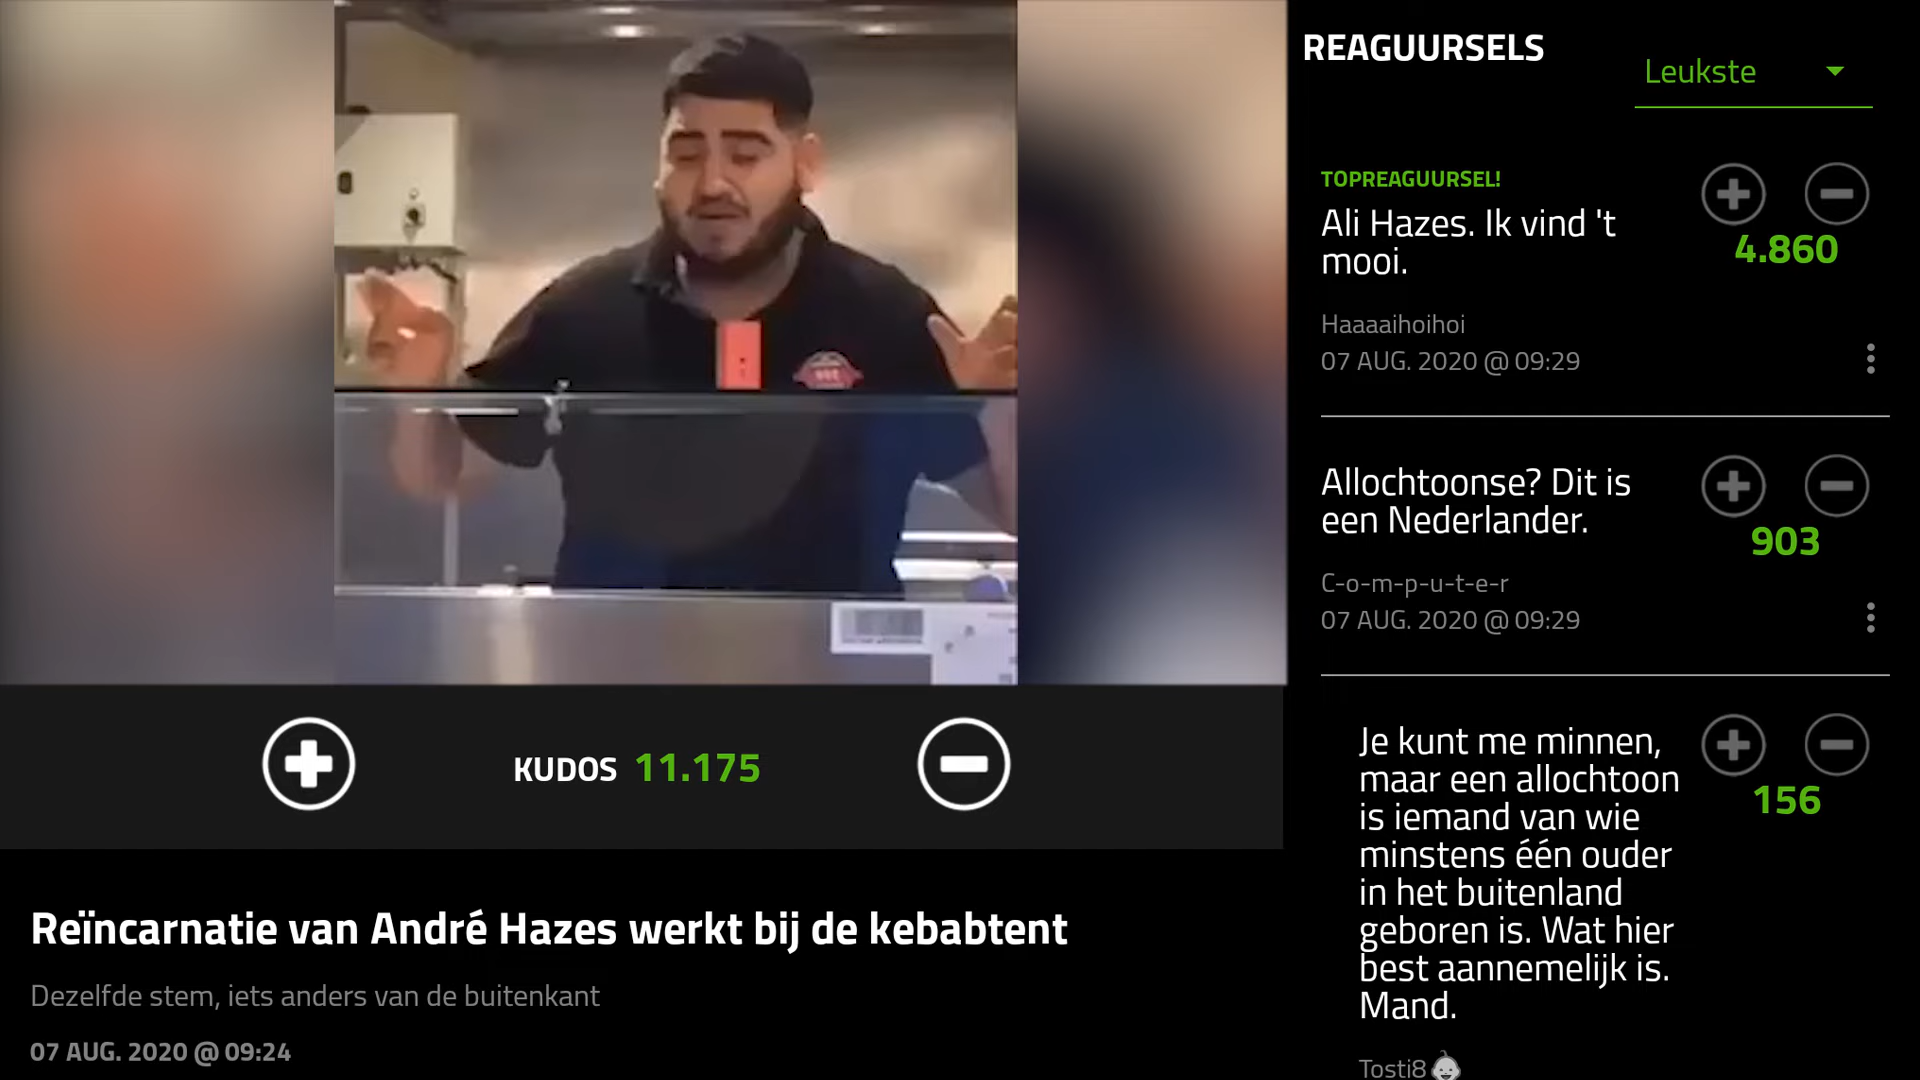 REAGUURSELS
Leukste
TOPREAGUURSEL!
Ali Hazes. Ik vind 't
mooi.
4.860
Haaaaihoihoi
07 AUG. 2020 @ 09:29
Allochtoonse? Dit is
een Nederlander.
903
C-o-m-p-u-t-e-r
07 AUG. 2020 @ 09:29
Je kunt me minnen,
maar een allochtoon
is iemand van wie
minstens één ouder
in het buitenland
geboren is. Wat hier
best aannemelijk is.
Mand.
156
Tosti8
KUDOS 11.175
Reïncarnatie van André Hazes werkt bij de kebabtent
Dezelfde stem, iets anders van de buitenkant
07 AUG. 2020 @ 09:24